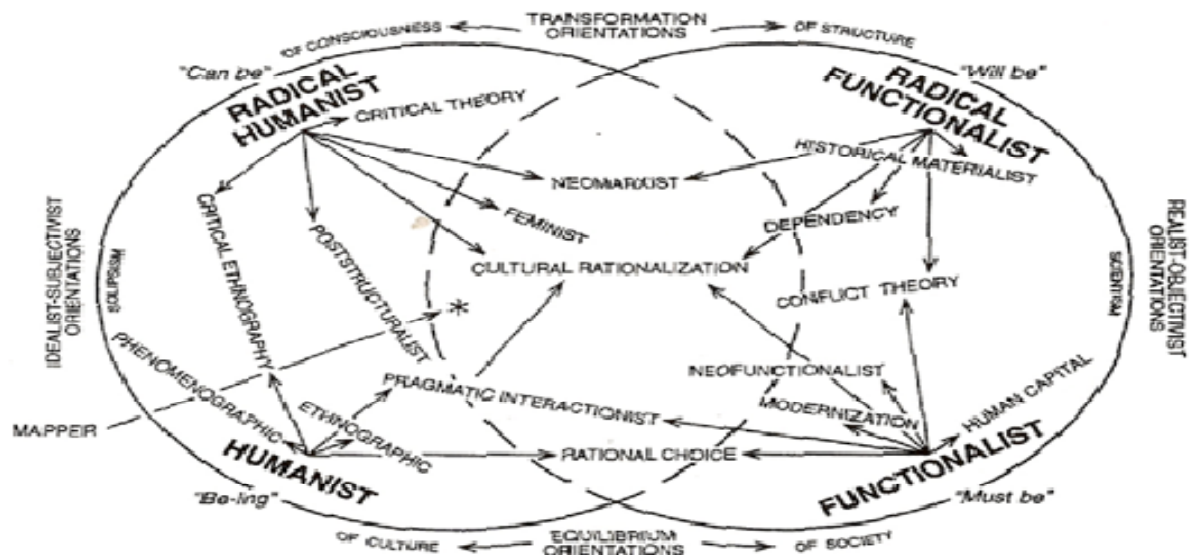 TRANSFORMATION
ORIENTATIONS
OF CONSCIOUSNESS
OF STRUCTURE
"Can be"
"Will be"
RADICAL
HUMANIST
RADICAL
FUNCTIONALIST
CRITICAL THEORY
HISTORICAL MATERIALIST
NEOMARXIST
FEMINIST
DEPENDENCY
CRITICAL ETHNOGRAPHY
POSTSTRUCTURALIST
CULTURAL RATIONALIZATION
CONFLICT THEORY
IDEALIST-SUBJECTIVIST
ORIENTATIONS
SOLIPSISM
SCIENTISM
REALIST-OBJECTIVIST
ORIENTATIONS
*
PHENOMENOGRAPHIC
ETHNOGRAPHIC
PRAGMATIC INTERACTIONIST
NEOFUNCTIONALIST
MODERNIZATION
HUMAN CAPITAL
MAPPEIR
HUMANIST
RATIONAL CHOICE
FUNCTIONALIST
"Be-ing"
"Must be"
OF CULTURE
EQUILIBRIUM
ORIENTATIONS
OF SOCIETY